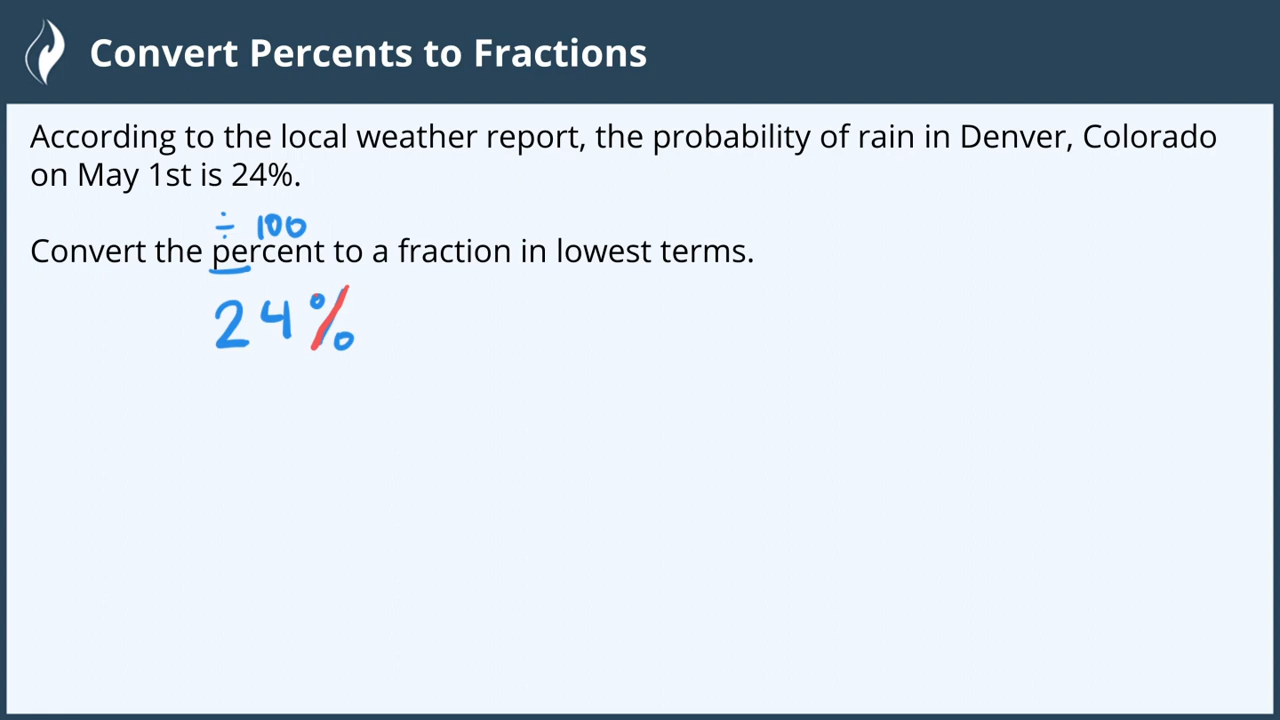 Convert Percents to Fractions
According to the local weather report, the probability of rain in Denver, Colorado
on May 1st is 24%.
÷ 100
Convert the percent to a fraction in lowest terms.
24%